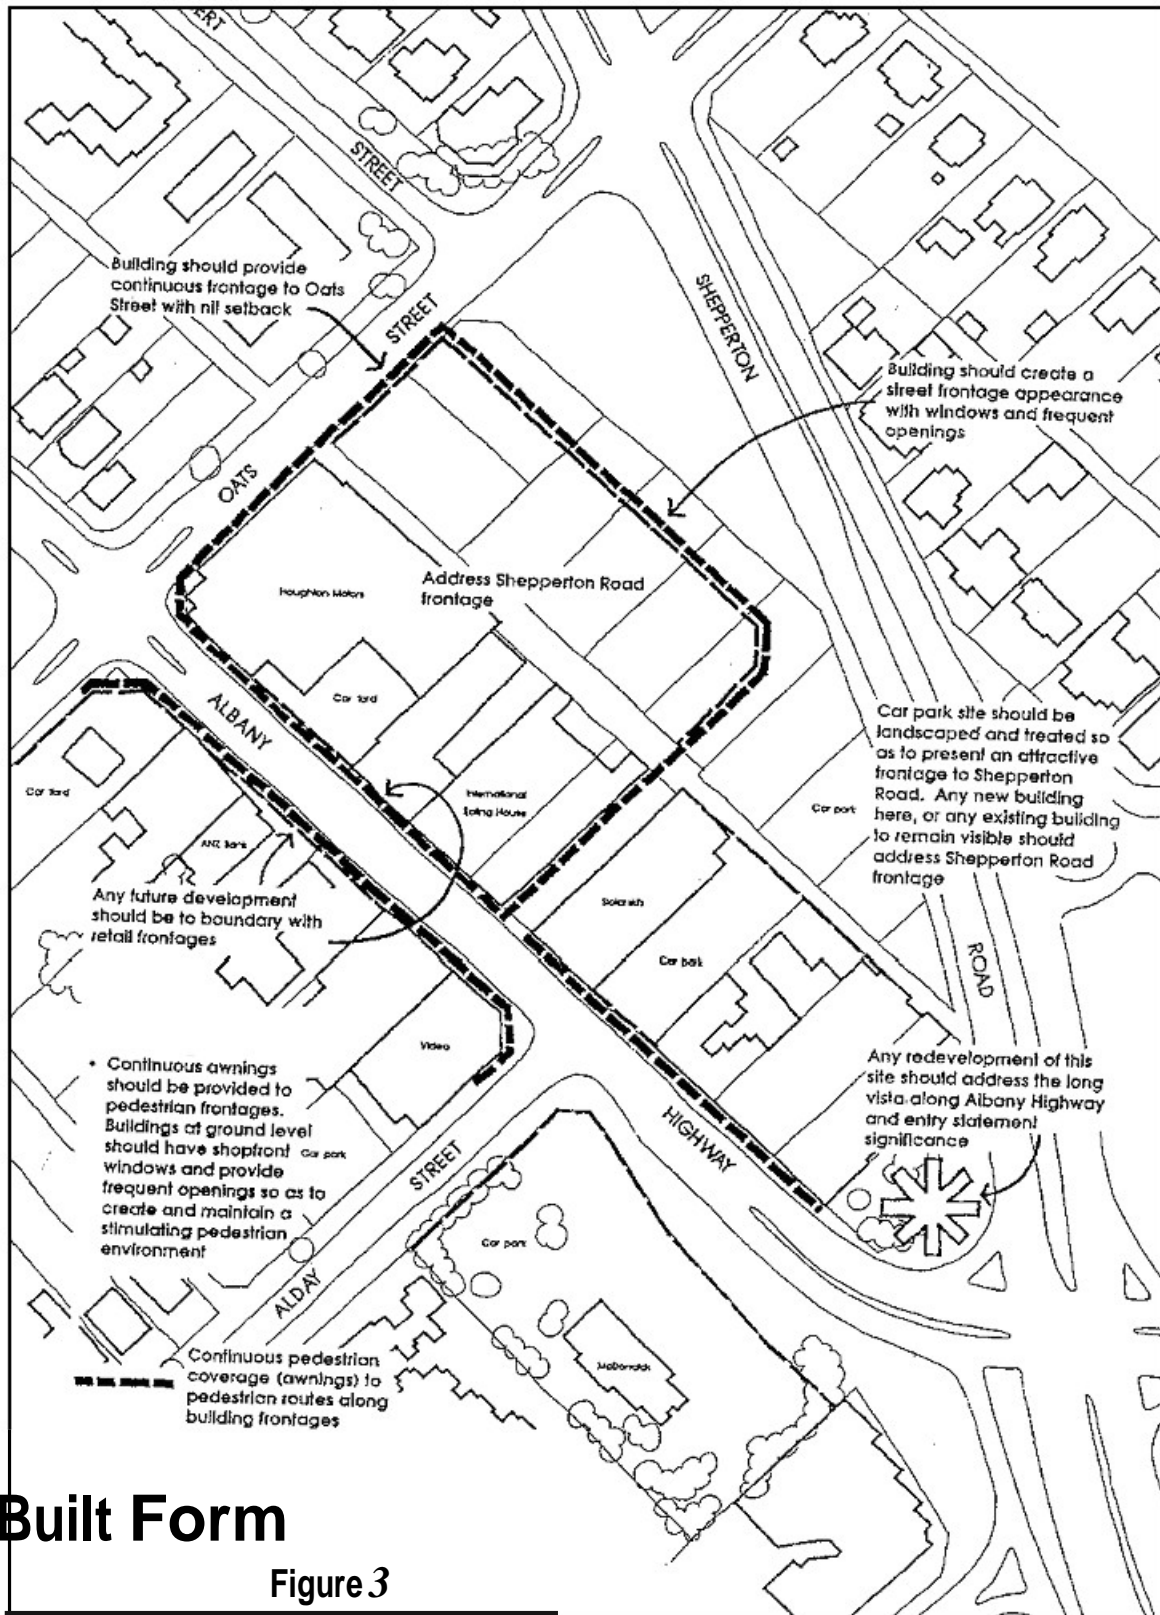 STREET
Building should provide
continuous frontage to Oats
Street with nil setback
STREET
SHEPPERTON
Building should create a
street frontage appearance
with windows and frequent
openings
OATS
Address Shepperton Road
frontage
Houghton Motors
Car Yard
ALBANY
Car park site should be
landscaped and treated so
as to present an attractive
frontage to Shepperton
Road. Any new building
here, or any existing building
to remain visible should
address Shepperton Road
frontage
Car park
Car Yard
International
Eating House
ANZ Bank
Any future development
should be to boundary with
retail frontages
Car park
ROAD
Video
Any redevelopment of this
site should address the long
vista along Albany Highway
and entry statement
significance
• Continuous awnings
should be provided to
pedestrian frontages.
Buildings at ground level
should have shopfront
windows and provide
frequent openings so as to
create and maintain a
stimulating pedestrian
environment
Car park
HIGHWAY
STREET
Car park
ALDAY
Continuous pedestrian
coverage (awnings) to
pedestrian routes along
building frontages
McDonalds
Built Form
Figure 3